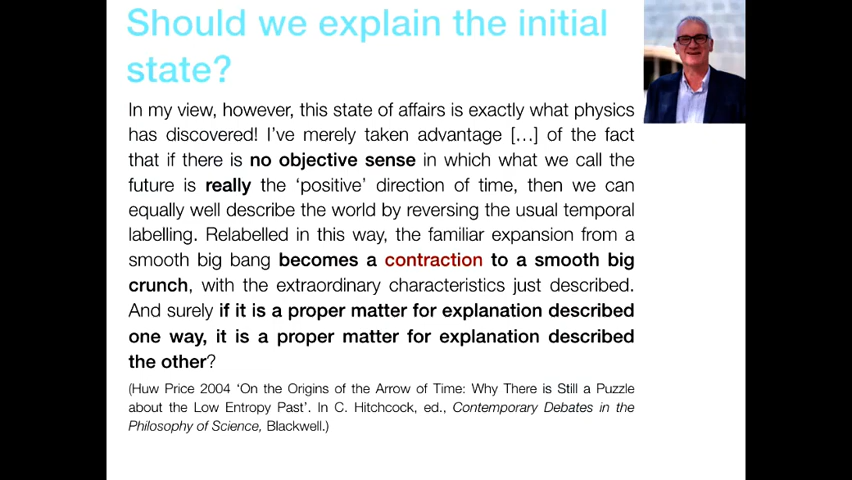 Should we explain the initial
state?
In my view, however, this state of affairs is exactly what physics
has discovered! I've merely taken advantage […] of the fact
that if there is no objective sense in which what we call the
future is really the ‘positive’ direction of time, then we can
equally well describe the world by reversing the usual temporal
labelling. Relabelled in this way, the familiar expansion from a
smooth big bang becomes a contraction to a smooth big
crunch, with the extraordinary characteristics just described.
And surely if it is a proper matter for explanation described
one way, it is a proper matter for explanation described
the other?
(Huw Price 2004 ‘On the Origins of the Arrow of Time: Why There is Still a Puzzle
about the Low Entropy Past’. In C. Hitchcock, ed., Contemporary Debates in the
Philosophy of Science, Blackwell.)